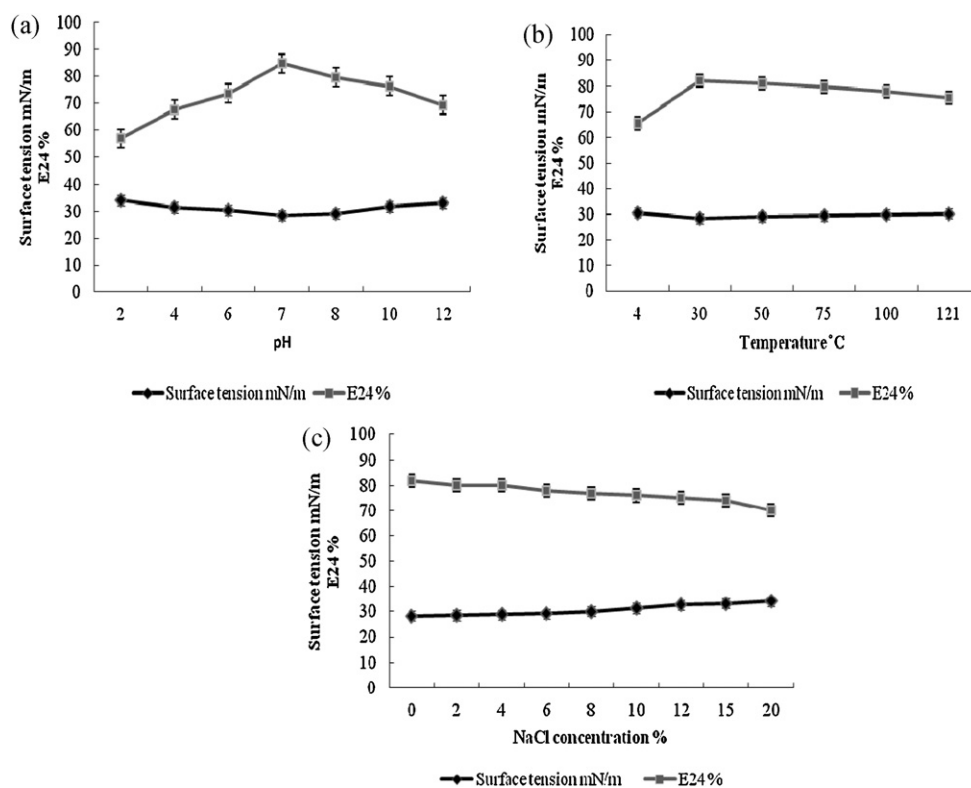 (a)
Surface tension mN/m
E24 %
100
90
80
70
60
50
40
30
20
10
0
2 4 6 7 8 10 12
pH
Surface tension mN/m E24 %
(b)
Surface tension mN/m
E24 %
100
90
80
70
60
50
40
30
20
10
0
4 30 50 75 100 121
Temperature˚C
Surface tension mN/m E24 %
(c)
Surface tension mN/m
E24 %
100
90
80
70
60
50
40
30
20
10
0
0 2 4 6 8 10 12 15 20
NaCl concentration %
Surface tension mN/m E24 %